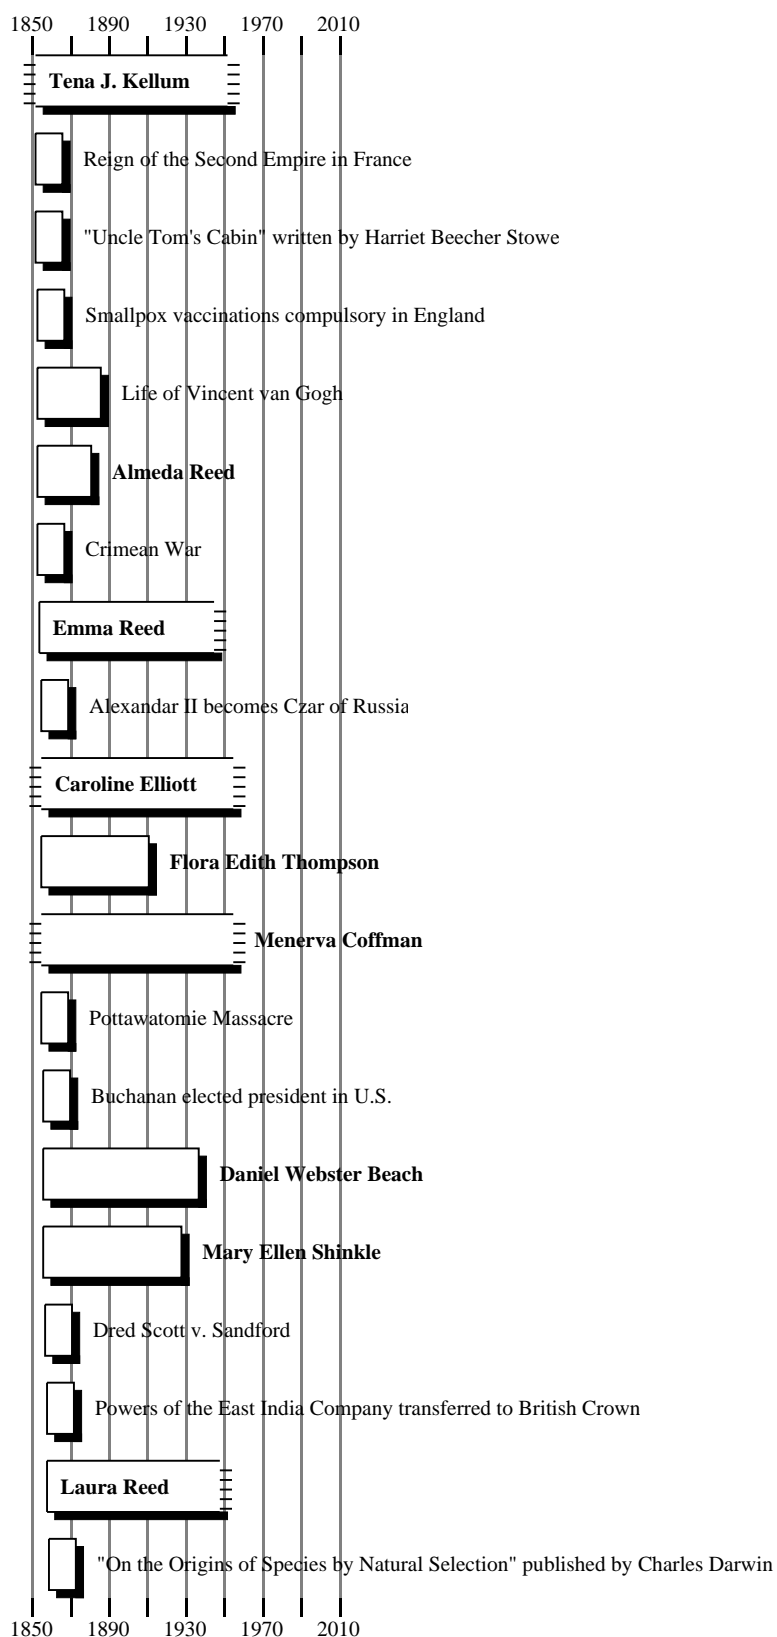 1850 1890 1930 1970 2010
Tena J. Kellum
Reign of the Second Empire in France
"Uncle Tom's Cabin" written by Harriet Beecher Stowe
Smallpox vaccinations compulsory in England
Life of Vincent van Gogh
Almeda Reed
Crimean War
Emma Reed
Alexandar II becomes Czar of Russia
Caroline Elliott
Flora Edith Thompson
Menerva Coffman
Pottawatomie Massacre
Buchanan elected president in U.S.
Daniel Webster Beach
Mary Ellen Shinkle
Dred Scott v. Sandford
Powers of the East India Company transferred to British Crown
Laura Reed
"On the Origins of Species by Natural Selection" published by Charles Darwin
1850 1890 1930 1970 2010